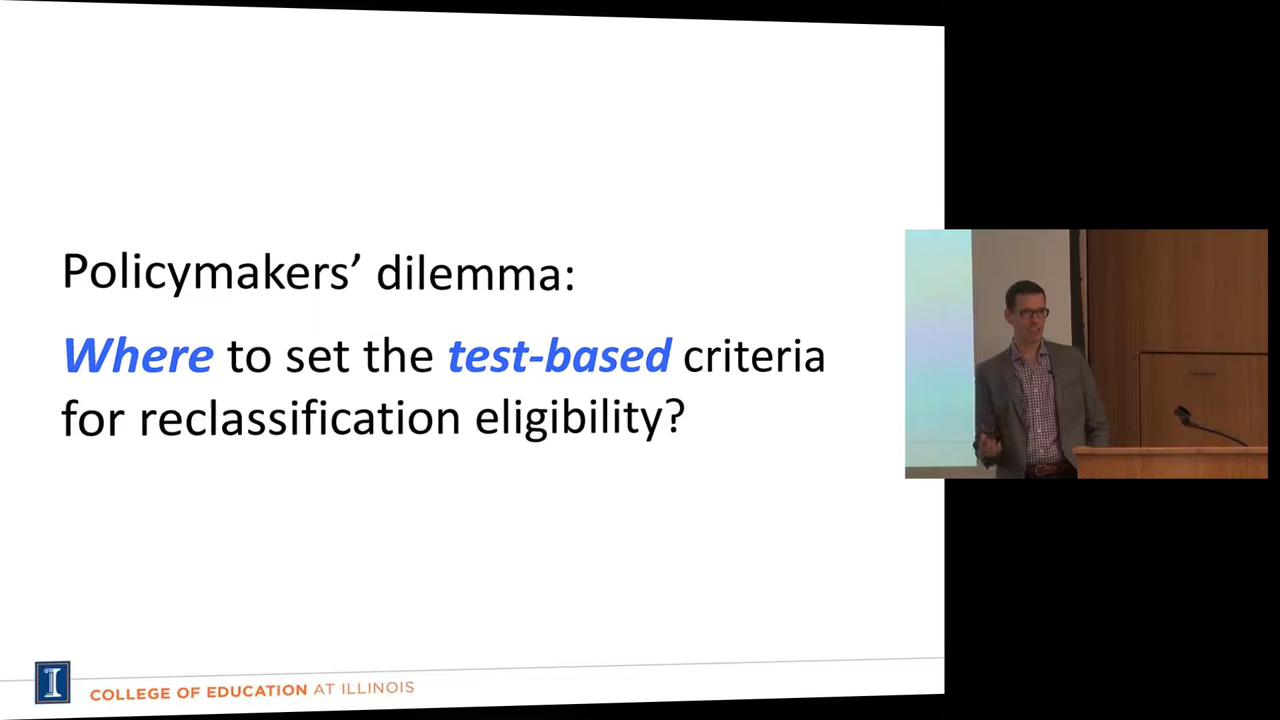 Policymakers’ dilemma:
Where to set the test-based criteria
for reclassification eligibility?
I
COLLEGE OF EDUCATION AT ILLINOIS